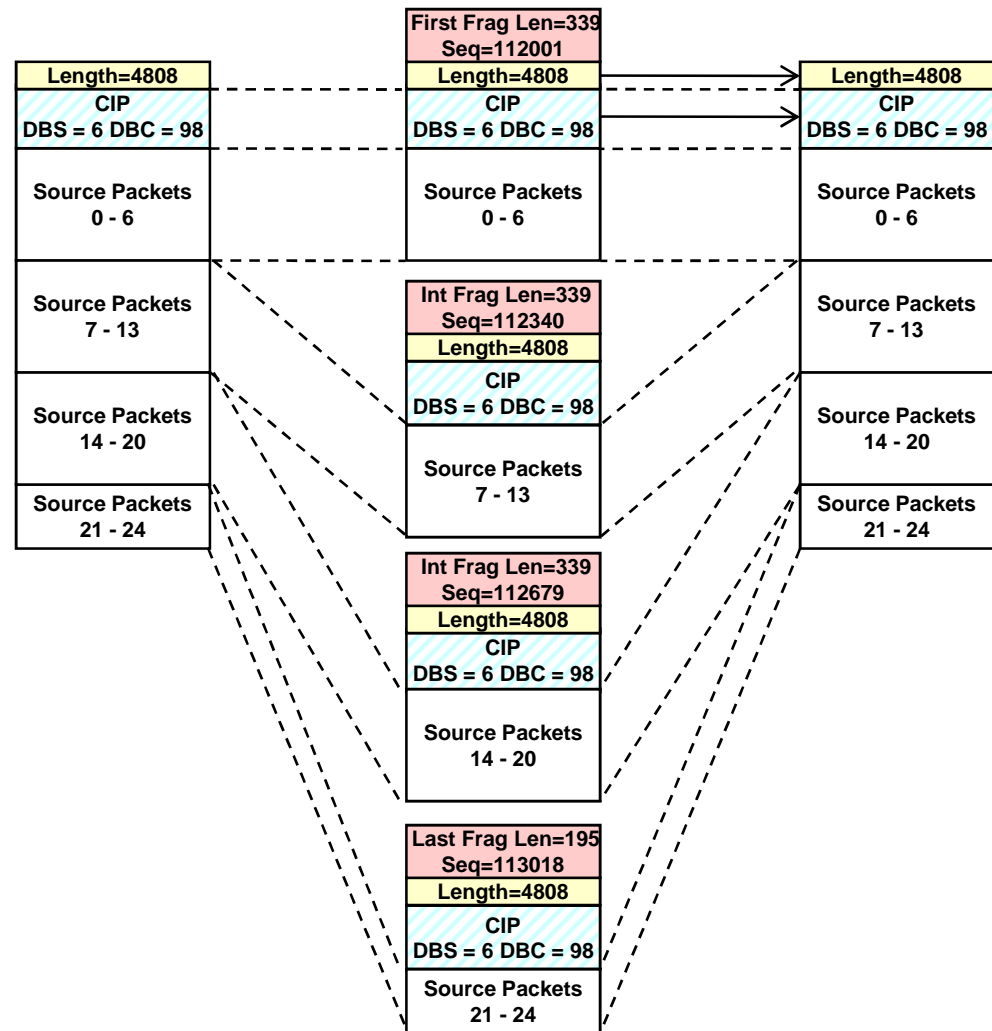 Length=4808
CIP
DBS = 6 DBC = 98
Source Packets
0 - 6
Source Packets
7 - 13
Source Packets
14 - 20
Source Packets
21 - 24
First Frag Len=339
Seq=112001
Length=4808
CIP
DBS = 6 DBC = 98
Source Packets
0 - 6
Int Frag Len=339
Seq=112340
Length=4808
CIP
DBS = 6 DBC = 98
Source Packets
7 - 13
Int Frag Len=339
Seq=112679
Length=4808
CIP
DBS = 6 DBC = 98
Source Packets
14 - 20
Last Frag Len=195
Seq=113018
Length=4808
CIP
DBS = 6 DBC = 98
Source Packets
21 - 24
Length=4808
CIP
DBS = 6 DBC = 98
Source Packets
0 - 6
Source Packets
7 - 13
Source Packets
14 - 20
Source Packets
21 - 24